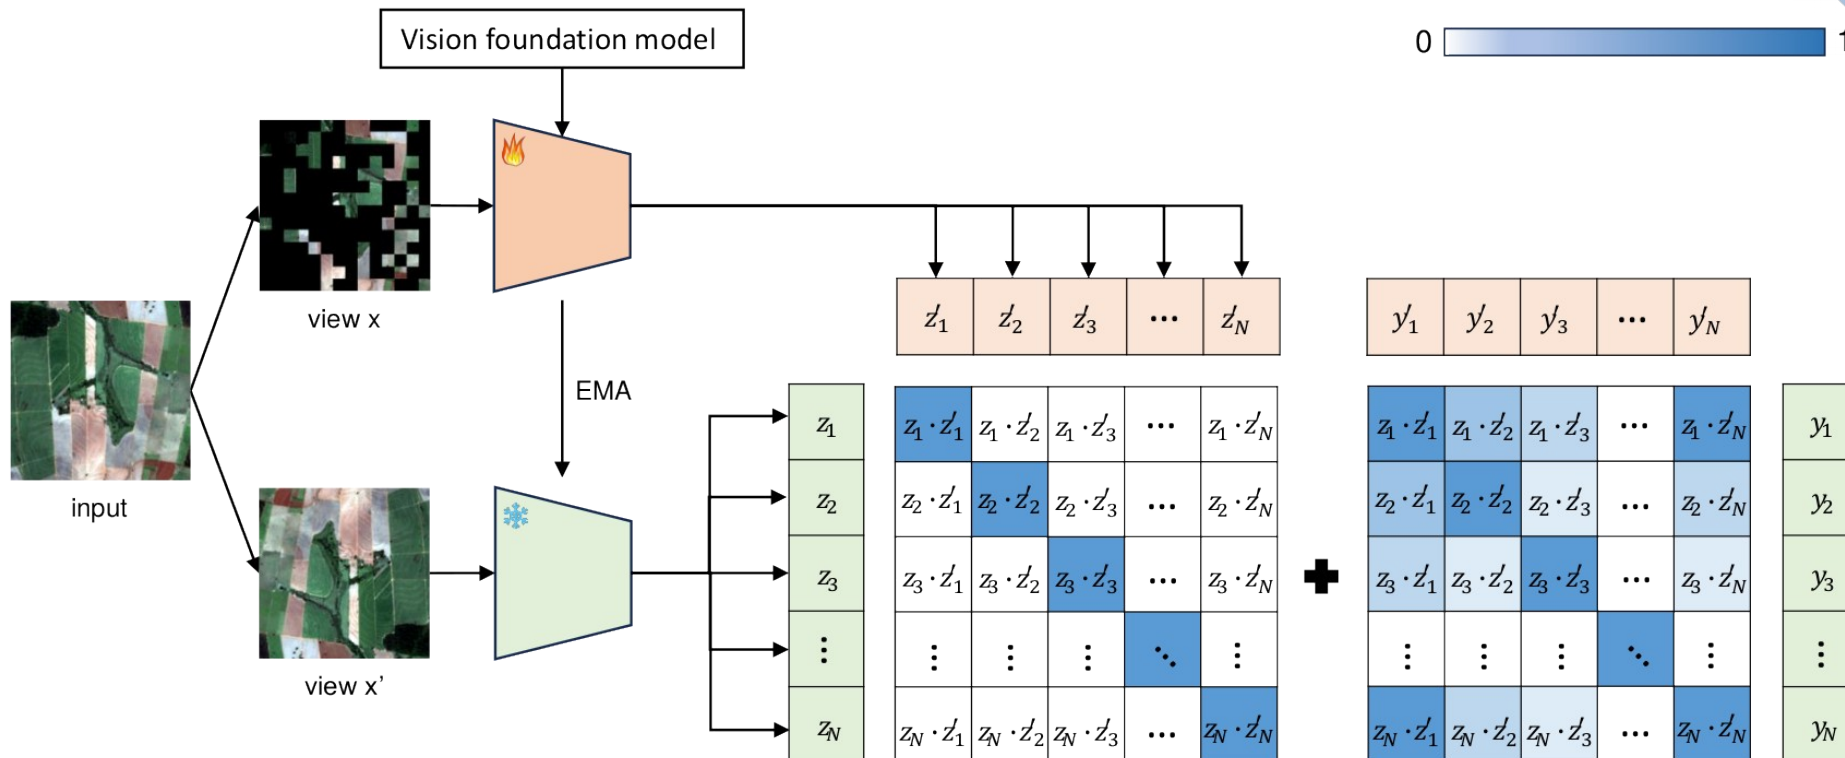 Vision foundation model
0 1
view x
z′1 z′2 z′3 ... z′N
y′1 y′2 y′3 ... y′N
EMA
input
view x’
z1
z2
z3
⋮
zN
z1 · z′1 z1 · z′2 z1 · z′3 ... z1 · z′N
z2 · z′1 z2 · z′2 z2 · z′3 ... z2 · z′N
z3 · z′1 z3 · z′2 z3 · z′3 ... z3 · z′N
⋮ ⋮ ⋮ ⋱ ⋮
zN · z′1 zN · z′2 zN · z′3 ... zN · z′N
+
z1 · z′1 z1 · z′2 z1 · z′3 ... z1 · z′N
z2 · z′1 z2 · z′2 z2 · z′3 ... z2 · z′N
z3 · z′1 z3 · z′2 z3 · z′3 ... z3 · z′N
⋮ ⋮ ⋮ ⋱ ⋮
zN · z′1 zN · z′2 zN · z′3 ... zN · z′N
y1
y2
y3
⋮
yN